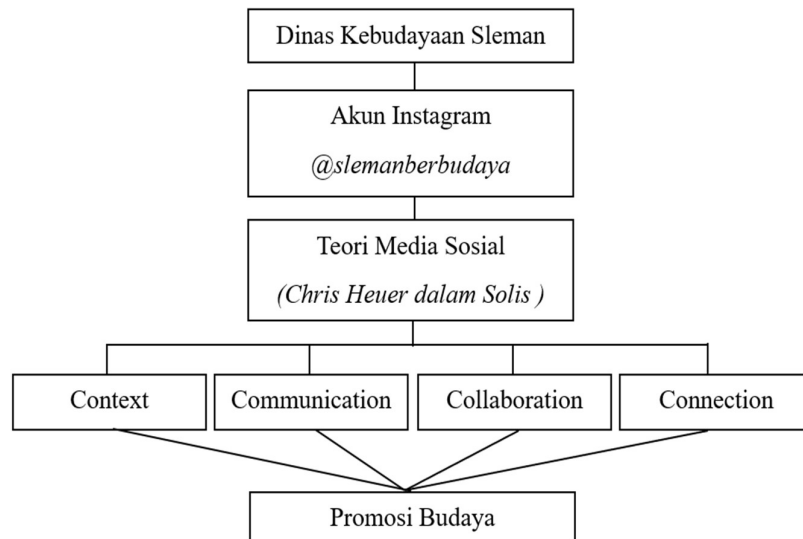 Dinas Kebudayaan Sleman
Akun Instagram
@slemanberbudaya
Teori Media Sosial
(Chris Heuer dalam Solis )
Context
Communication
Collaboration
Connection
Promosi Budaya